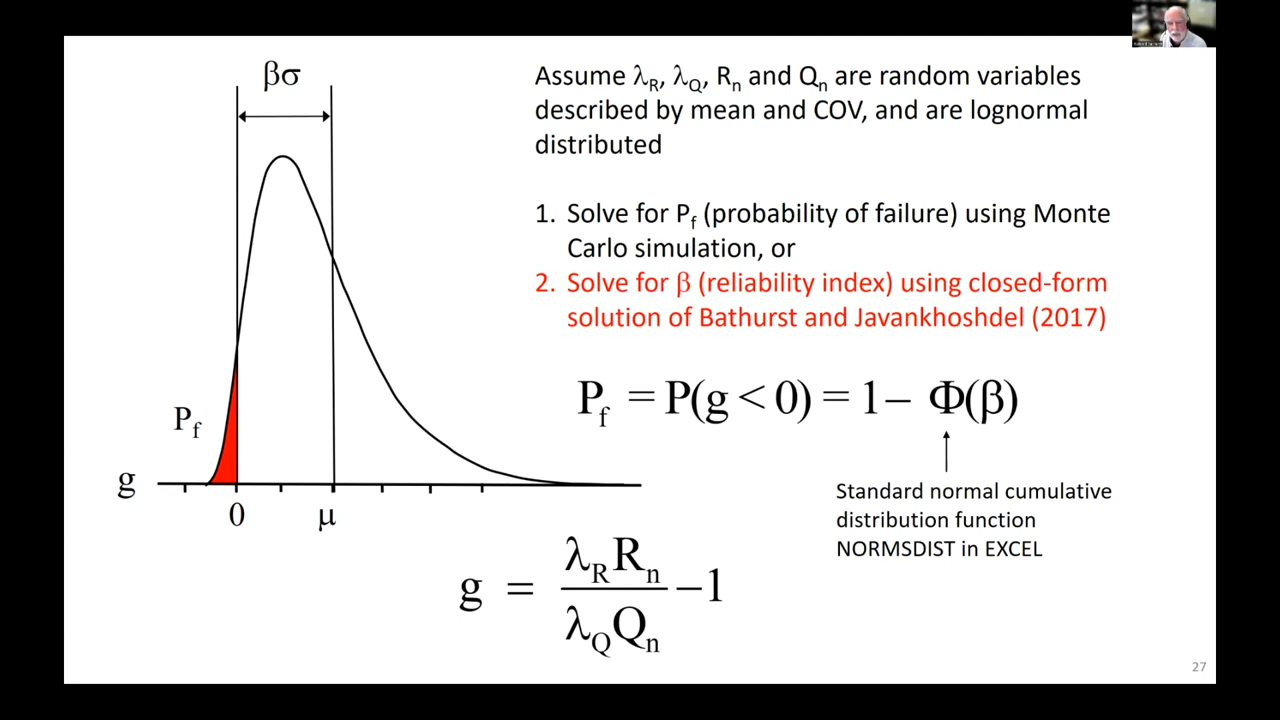 βσ
Assume λ_R, λ_Q, R_n and Q_n are random variables
described by mean and COV, and are lognormal
distributed
1. Solve for P_f (probability of failure) using Monte
Carlo simulation, or
2. Solve for β (reliability index) using closed-form
solution of Bathurst and Javankhoshdel (2017)
P_f = P(g < 0) = 1 – Φ(β)
P_f
g
0
μ
Standard normal cumulative
distribution function
NORMSDIST in EXCEL
g = λ_R R_n / λ_Q Q_n – 1
27